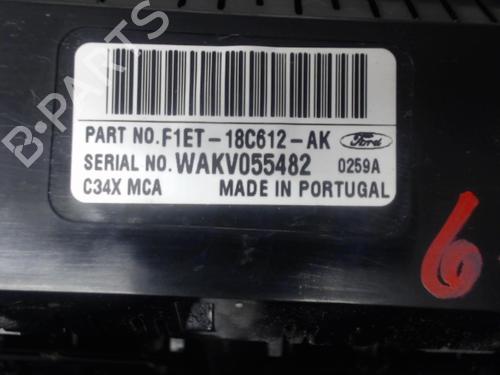 PART NO.F1ET-18C612-AK Ford
SERIAL NO.WAKV055482 0259A
C34X MCA MADE IN PORTUGAL
6
B-PARTS